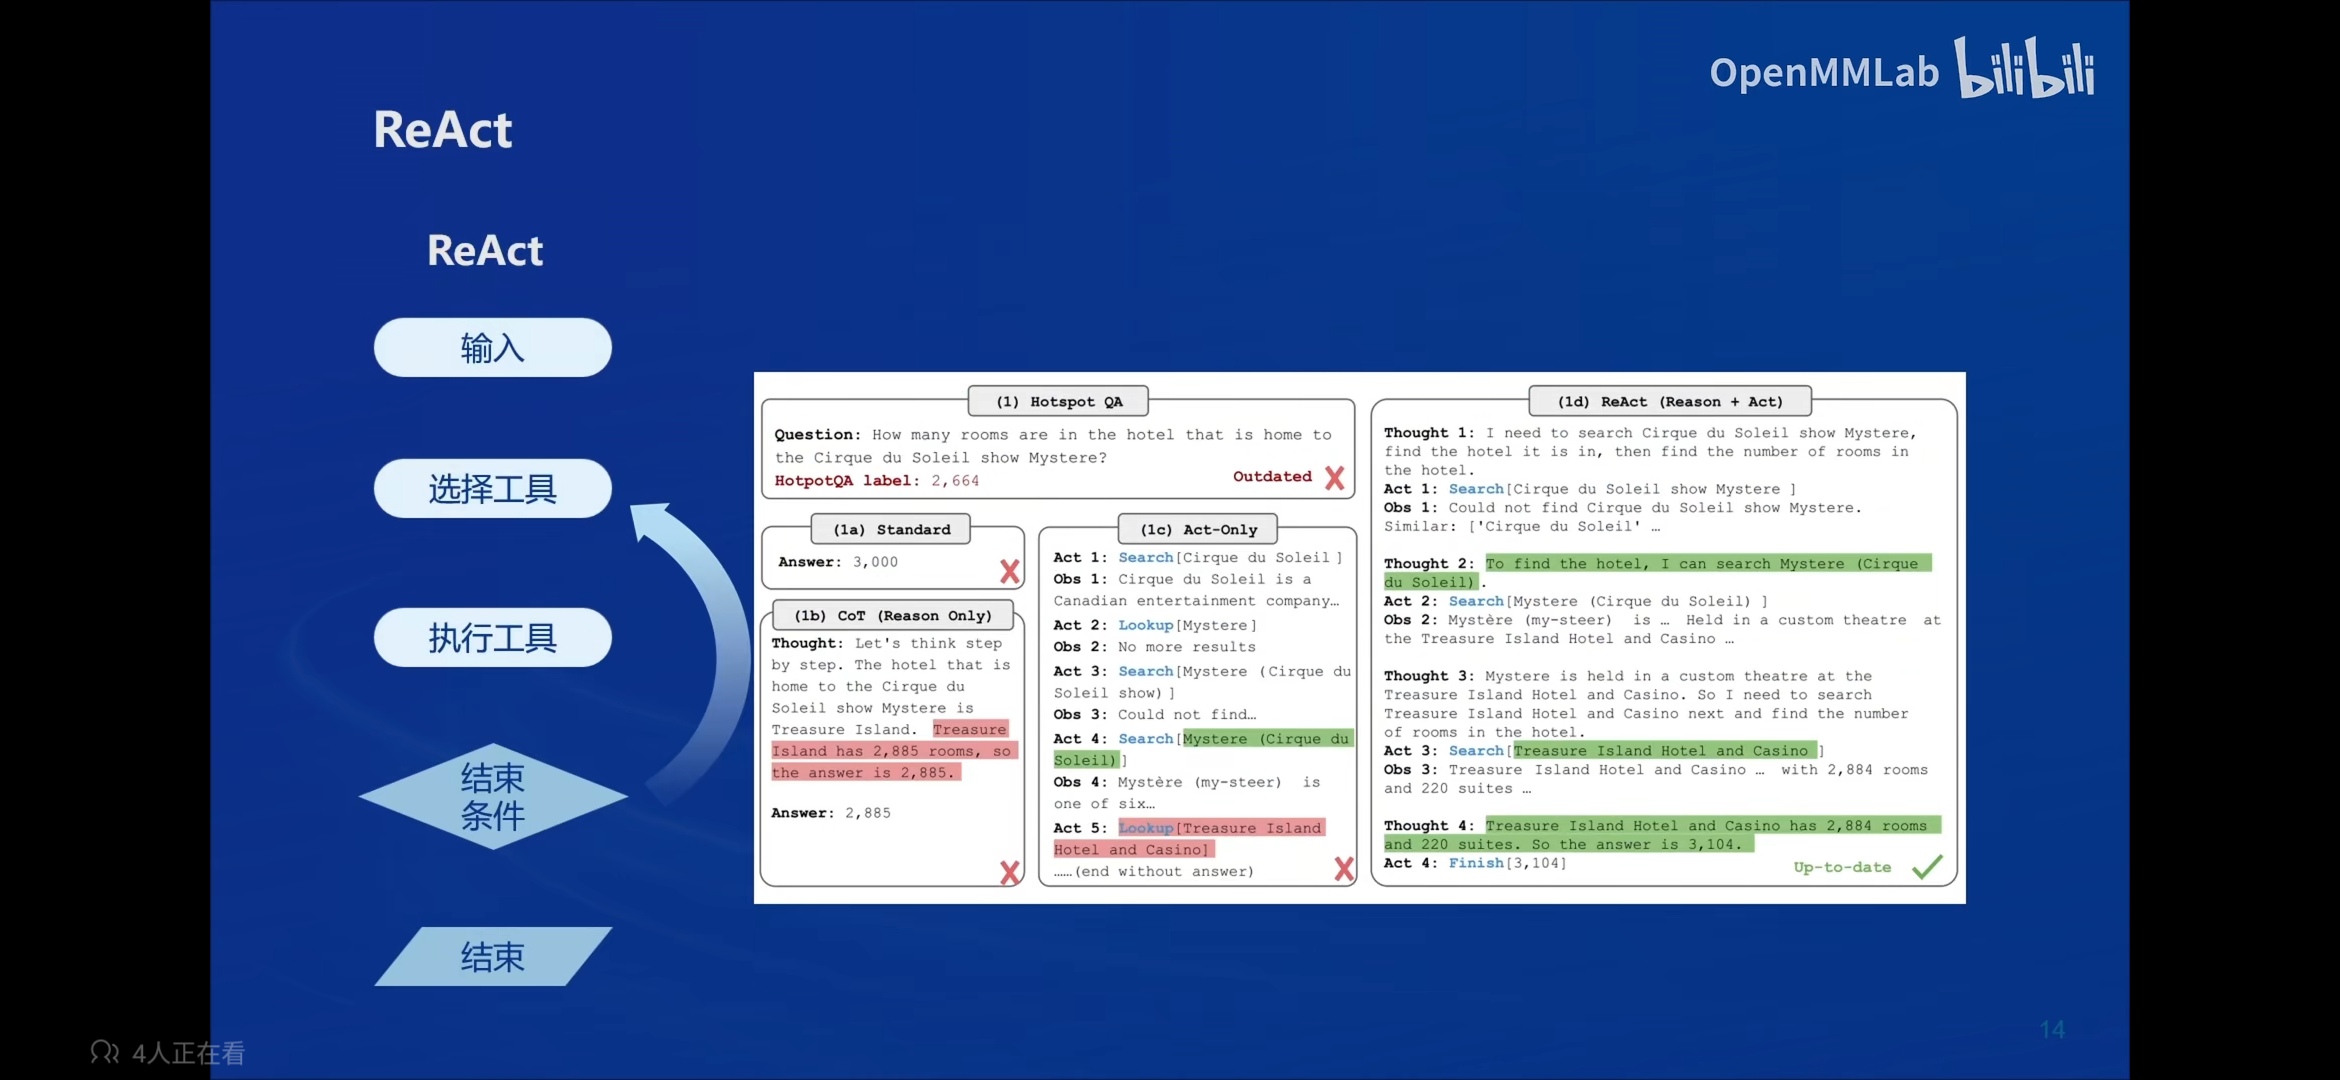 OpenMMLab bilibili
ReAct
ReAct
输入
选择工具
执行工具
结束
条件
结束
(1) Hotspot QA
Question: How many rooms are in the hotel that is home to
the Cirque du Soleil show Mystere?
HotpotQA label: 2,664
Outdated
(1a) Standard
Answer: 3,000
(1b) CoT (Reason Only)
Thought: Let's think step
by step. The hotel that is
home to the Cirque du
Soleil show Mystere is
Treasure Island. Treasure
Island has 2,885 rooms, so
the answer is 2,885.
Answer: 2,885
(1c) Act-Only
Act 1: Search[Cirque du Soleil ]
Obs 1: Cirque du Soleil is a
Canadian entertainment company…
Act 2: Lookup[Mystere]
Obs 2: No more results
Act 3: Search[Mystere (Cirque du
Soleil show)]
Obs 3: Could not find…
Act 4: Search[Mystere (Cirque du
Soleil)]
Obs 4: Mystère (my-steer) is
one of six…
Act 5: Lookup[Treasure Island
Hotel and Casino]
……(end without answer)
(1d) ReAct (Reason + Act)
Thought 1: I need to search Cirque du Soleil show Mystere,
find the hotel it is in, then find the number of rooms in
the hotel.
Act 1: Search[Cirque du Soleil show Mystere ]
Obs 1: Could not find Cirque du Soleil show Mystere.
Similar: ['Cirque du Soleil' …
Thought 2: To find the hotel, I can search Mystere (Cirque
du Soleil).
Act 2: Search[Mystere (Cirque du Soleil) ]
Obs 2: Mystère (my-steer) is … Held in a custom theatre at
the Treasure Island Hotel and Casino …
Thought 3: Mystere is held in a custom theatre at the
Treasure Island Hotel and Casino. So I need to search
Treasure Island Hotel and Casino next and find the number
of rooms in the hotel.
Act 3: Search[Treasure Island Hotel and Casino ]
Obs 3: Treasure Island Hotel and Casino … with 2,884 rooms
and 220 suites …
Thought 4: Treasure Island Hotel and Casino has 2,884 rooms
and 220 suites. So the answer is 3,104.
Act 4: Finish[3,104]
Up-to-date
14
4人正在看